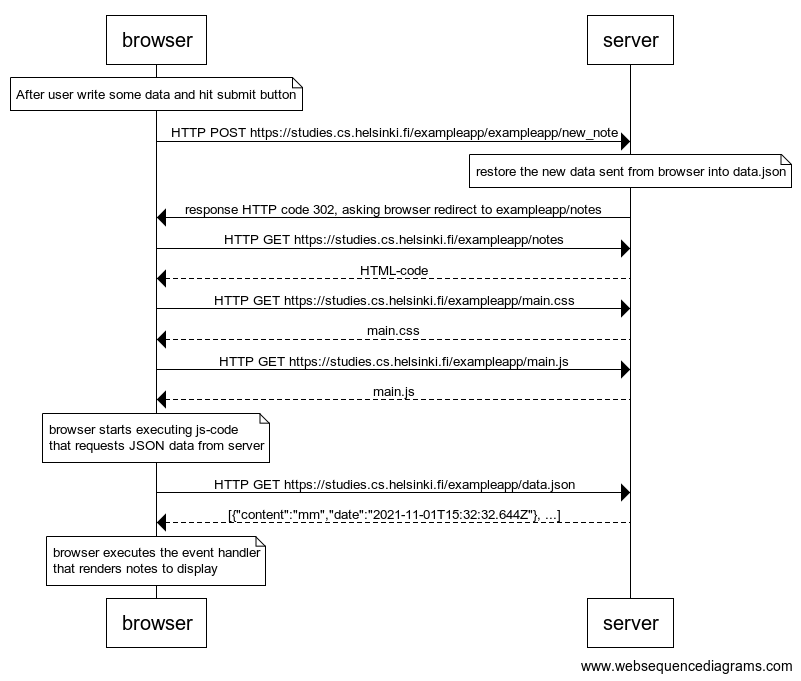 browser
server
After user write some data and hit submit button
HTTP POST https://studies.cs.helsinki.fi/exampleapp/exampleapp/new_note
restore the new data sent from browser into data.json
response HTTP code 302, asking browser redirect to exampleapp/notes
HTTP GET https://studies.cs.helsinki.fi/exampleapp/notes
HTML-code
HTTP GET https://studies.cs.helsinki.fi/exampleapp/main.css
main.css
HTTP GET https://studies.cs.helsinki.fi/exampleapp/main.js
main.js
browser starts executing js-code
that requests JSON data from server
HTTP GET https://studies.cs.helsinki.fi/exampleapp/data.json
[{"content":"mm","date":"2021-11-01T15:32:32.644Z"}, ...]
browser executes the event handler
that renders notes to display
browser
server
www.websequencediagrams.com